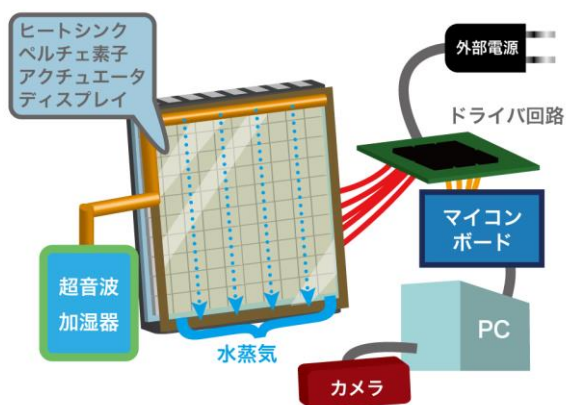 ヒートシンク
ペルチェ素子
アクチュエータ
ディスプレイ
外部電源
ドライバ回路
マイコン
ボード
超音波
加湿器
水蒸気
PC
カメラ